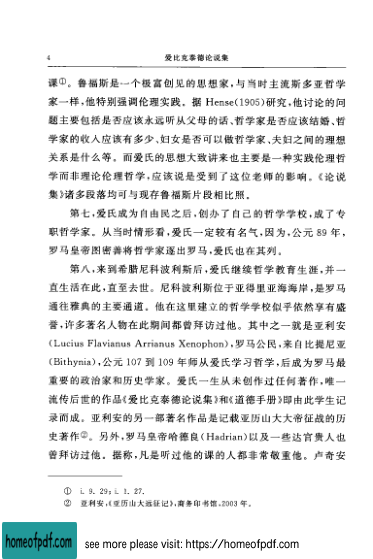 4
爱比克泰德论说集
课①。鲁福斯是一个极富创见的思想家,与当时主流斯多亚哲学
家一样,他特别强调伦理实践。据 Hense(1905)研究,他讨论的问
题主要包括是否应该永远听从父母的话、哲学家是否应该结婚、哲
学家的收入应该有多少、妇女是否可以做哲学家、夫妇之间的理想
关系是什么等。而爱氏的思想大致讲来也主要是一种实践伦理哲
学而非理论伦理哲学,应该说是受到了这位老师的影响。《论说
集》诸多段落均可与现存鲁福斯片段相比照。
第七,爱氏成为自由民之后,创办了自己的哲学学校,成了专
职哲学家。从当时情形看,爱氏一定较有名气,因为,公元 89 年,
罗马皇帝图密善将哲学家逐出罗马,爱氏也在其列。
第八,来到希腊尼科波利斯后,爱氏继续哲学教育生涯,并一
直生活在此,直至去世。尼科波利斯位于亚得里亚海海岸,是罗马
通往雅典的主要通道。他在这里建立的哲学学校似乎依然享有盛
誉,许多著名人物在此期间都曾拜访过他。其中之一就是亚利安
(Lucius Flavianus Arrianus Xenophon),罗马公民,来自比提尼亚
(Bithynia),公元 107 到 109 年师从爱氏学习哲学,后成为罗马最
重要的政治家和历史学家。爱氏一生从未创作过任何著作,唯一
流传后世的作品《爱比克泰德论说集》和《道德手册》即由此学生记
录而成。亚利安的另一部著名作品是记载亚历山大大帝征战的历
史著作②。另外,罗马皇帝哈德良(Hadrian)以及一些达官贵人也
曾拜访过他。据称,凡是听过他的课的人都非常敬重他。卢奇安
① i. 9. 29; i. 1. 27.
② 亚利安,《亚历山大远征记》,商务印书馆,2003 年。
homeofpdf.com
see more please visit: https://homeofpdf.com